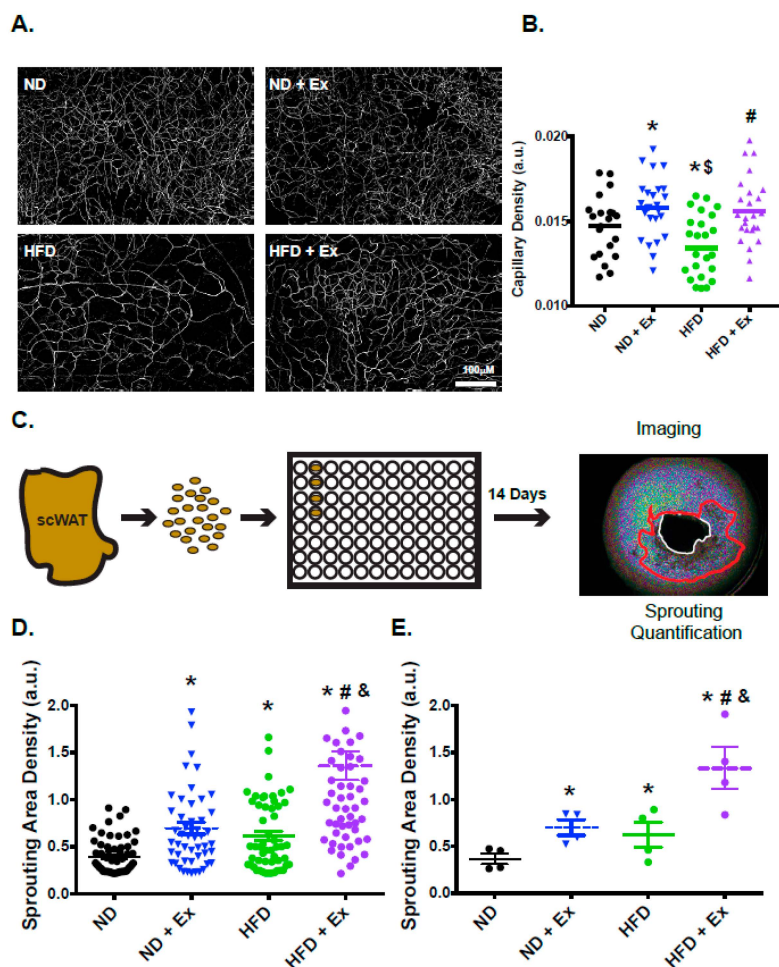 A.
ND
ND + Ex
HFD
HFD + Ex
100µM
B.
*
* $
#
Capillary Density (a.u.)
0.020
0.015
0.010
ND
ND + Ex
HFD
HFD + Ex
C.
scWAT
14 Days
Imaging
Sprouting
Quantification
D.
Sprouting Area Density (a.u.)
2.0
1.5
1.0
0.5
0.0
*
*
* # &
ND
ND + Ex
HFD
HFD + Ex
E.
Sprouting Area Density (a.u.)
2.0
1.5
1.0
0.5
0.0
*
*
* # &
ND
ND + Ex
HFD
HFD + Ex